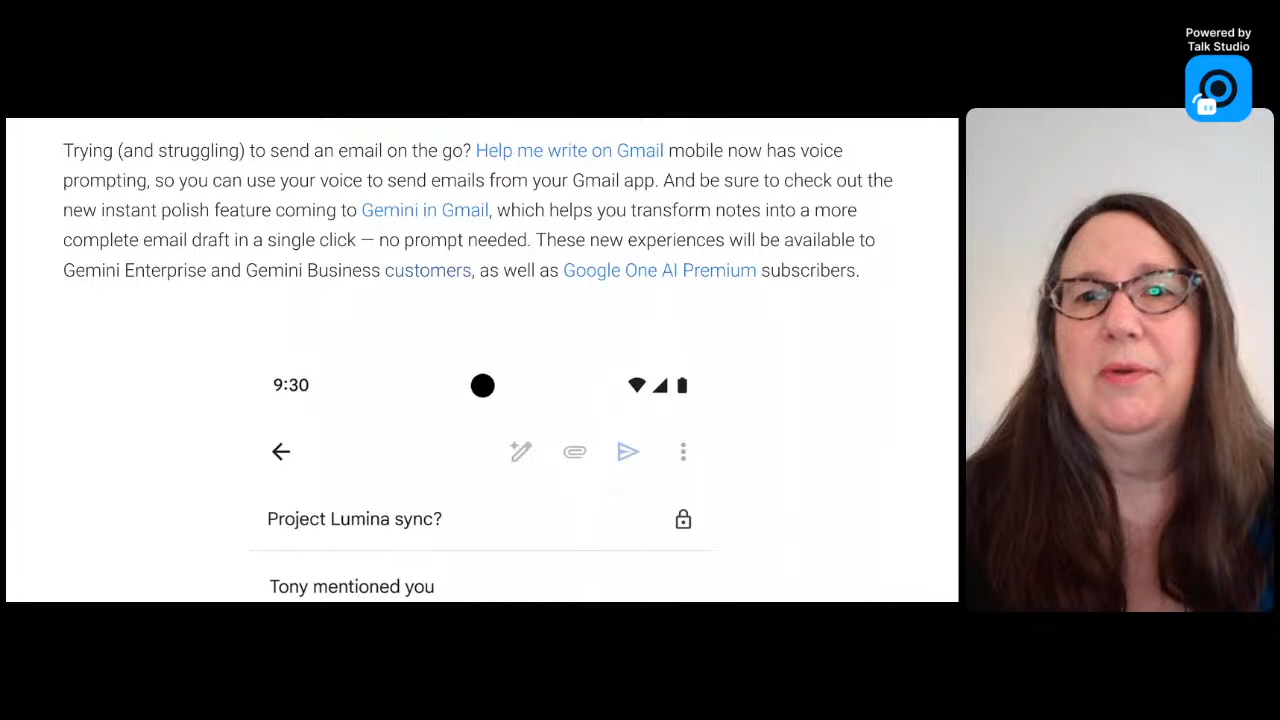 Powered by
Talk Studio
Trying (and struggling) to send an email on the go? Help me write on Gmail mobile now has voice
prompting, so you can use your voice to send emails from your Gmail app. And be sure to check out the
new instant polish feature coming to Gemini in Gmail, which helps you transform notes into a more
complete email draft in a single click — no prompt needed. These new experiences will be available to
Gemini Enterprise and Gemini Business customers, as well as Google One AI Premium subscribers.
9:30
Project Lumina sync?
Tony mentioned you